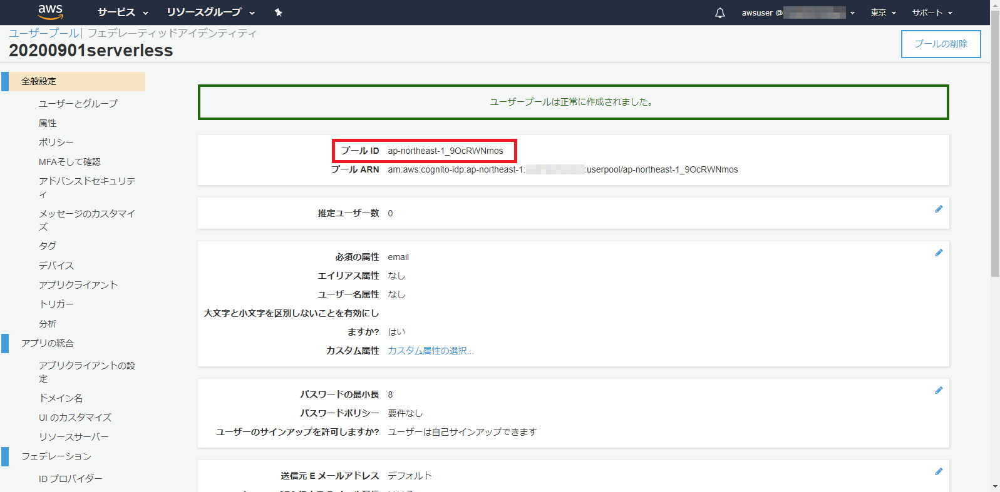 aws サービス リソースグループ awsuser @ 東京 サポート
ユーザープール | フェデレーティッドアイデンティティ
20200901serverless
プールの削除
全般設定
ユーザーとグループ
属性
ポリシー
MFAそして確認
アドバンスドセキュリテ
ィ
メッセージのカスタマイ
ズ
タグ
デバイス
アプリクライアント
トリガー
分析
アプリの統合
アプリクライアントの設
定
ドメイン名
UI のカスタマイズ
リソースサーバー
フェデレーション
ID プロバイダー
ユーザープールは正常に作成されました。
プール ID ap-northeast-1_9OcRWNmos
プール ARN arn:aws:cognito-idp:ap-northeast-1: :userpool/ap-northeast-1_9OcRWNmos
推定ユーザー数 0
必須の属性 email
エイリアス属性 なし
ユーザー名属性 なし
大文字と小文字を区別しないことを有効にし
ますか? はい
カスタム属性 カスタム属性の選択...
パスワードの最小長 8
パスワードポリシー 要件なし
ユーザーのサインアップを許可しますか? ユーザーは自己サインアップできます
送信元 E メールアドレス デフォルト